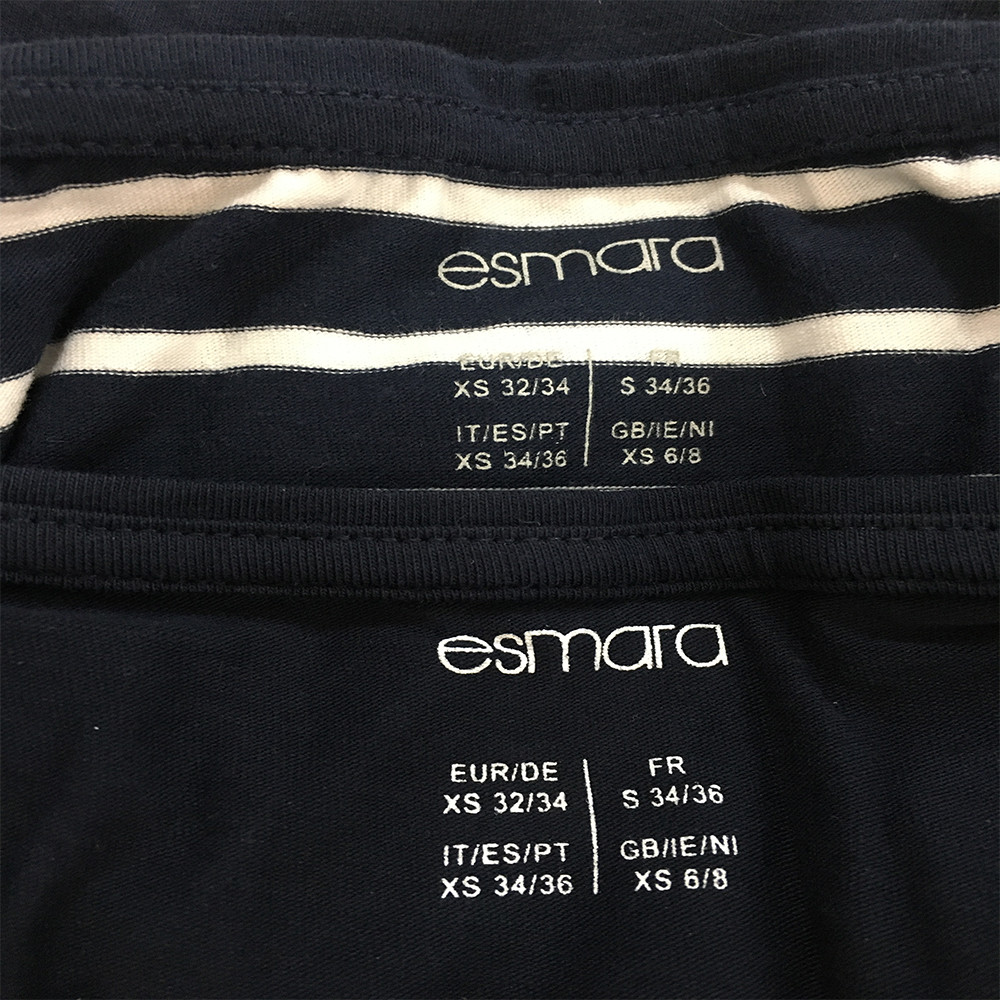 esmara
EUR/DE FR
XS 32/34 S 34/36
IT/ES/PT GB/IE/NI
XS 34/36 XS 6/8
esmara
EUR/DE FR
XS 32/34 S 34/36
IT/ES/PT GB/IE/NI
XS 34/36 XS 6/8